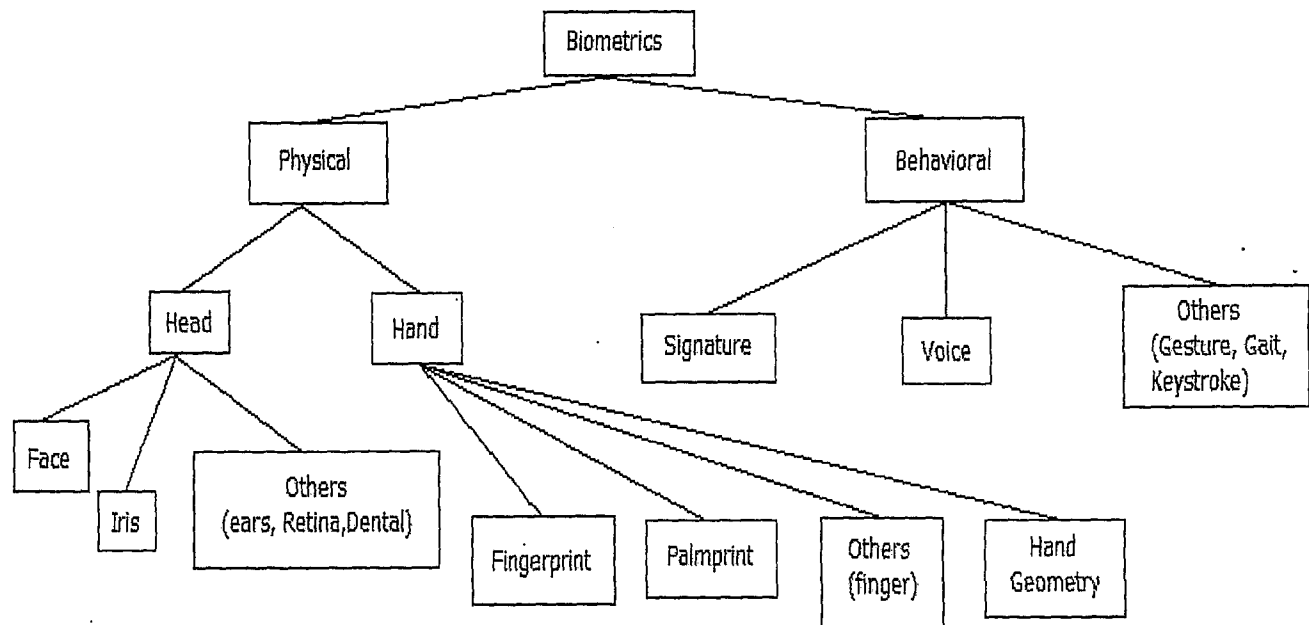 Biometrics
Physical
Behavioral
Head
Hand
Signature
Voice
Others
(Gesture, Gait,
Keystroke)
Face
Iris
Others
(ears, Retina,Dental)
Fingerprint
Palmprint
Others
(finger)
Hand
Geometry